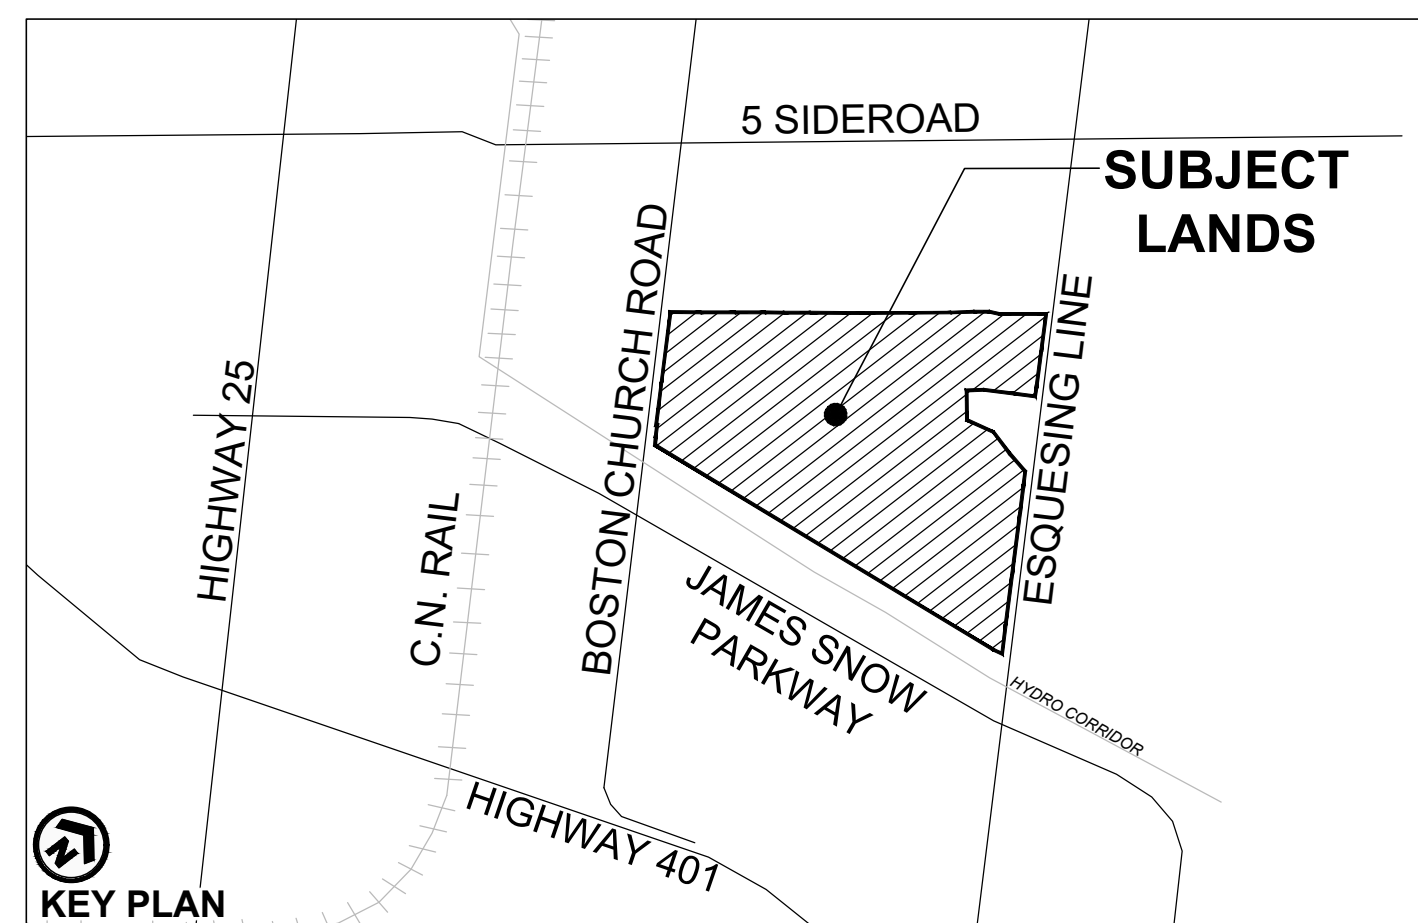 5 SIDEROAD
SUBJECT
LANDS
BOSTON CHURCH ROAD
ESQUESING LINE
HIGHWAY 25
C.N. RAIL
JAMES SNOW
PARKWAY
HYDRO CORRIDOR
HIGHWAY 401
N
KEY PLAN